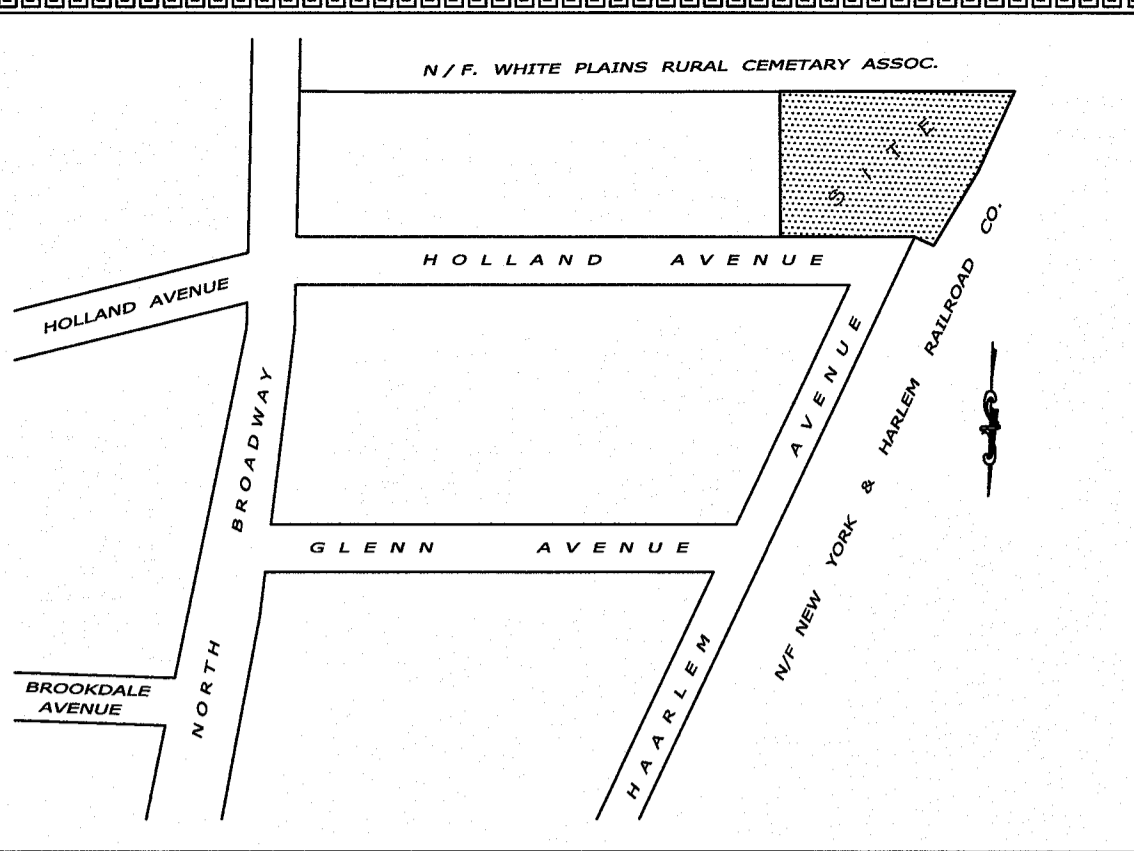 N/F. WHITE PLAINS RURAL CEMETARY ASSOC.
SITE
HOLLAND AVENUE
HOLLAND AVENUE
NORTH BROADWAY
HAARLEM AVENUE
N/F NEW YORK & HARLEM RAILROAD CO.
GLENN AVENUE
BROOKDALE
AVENUE